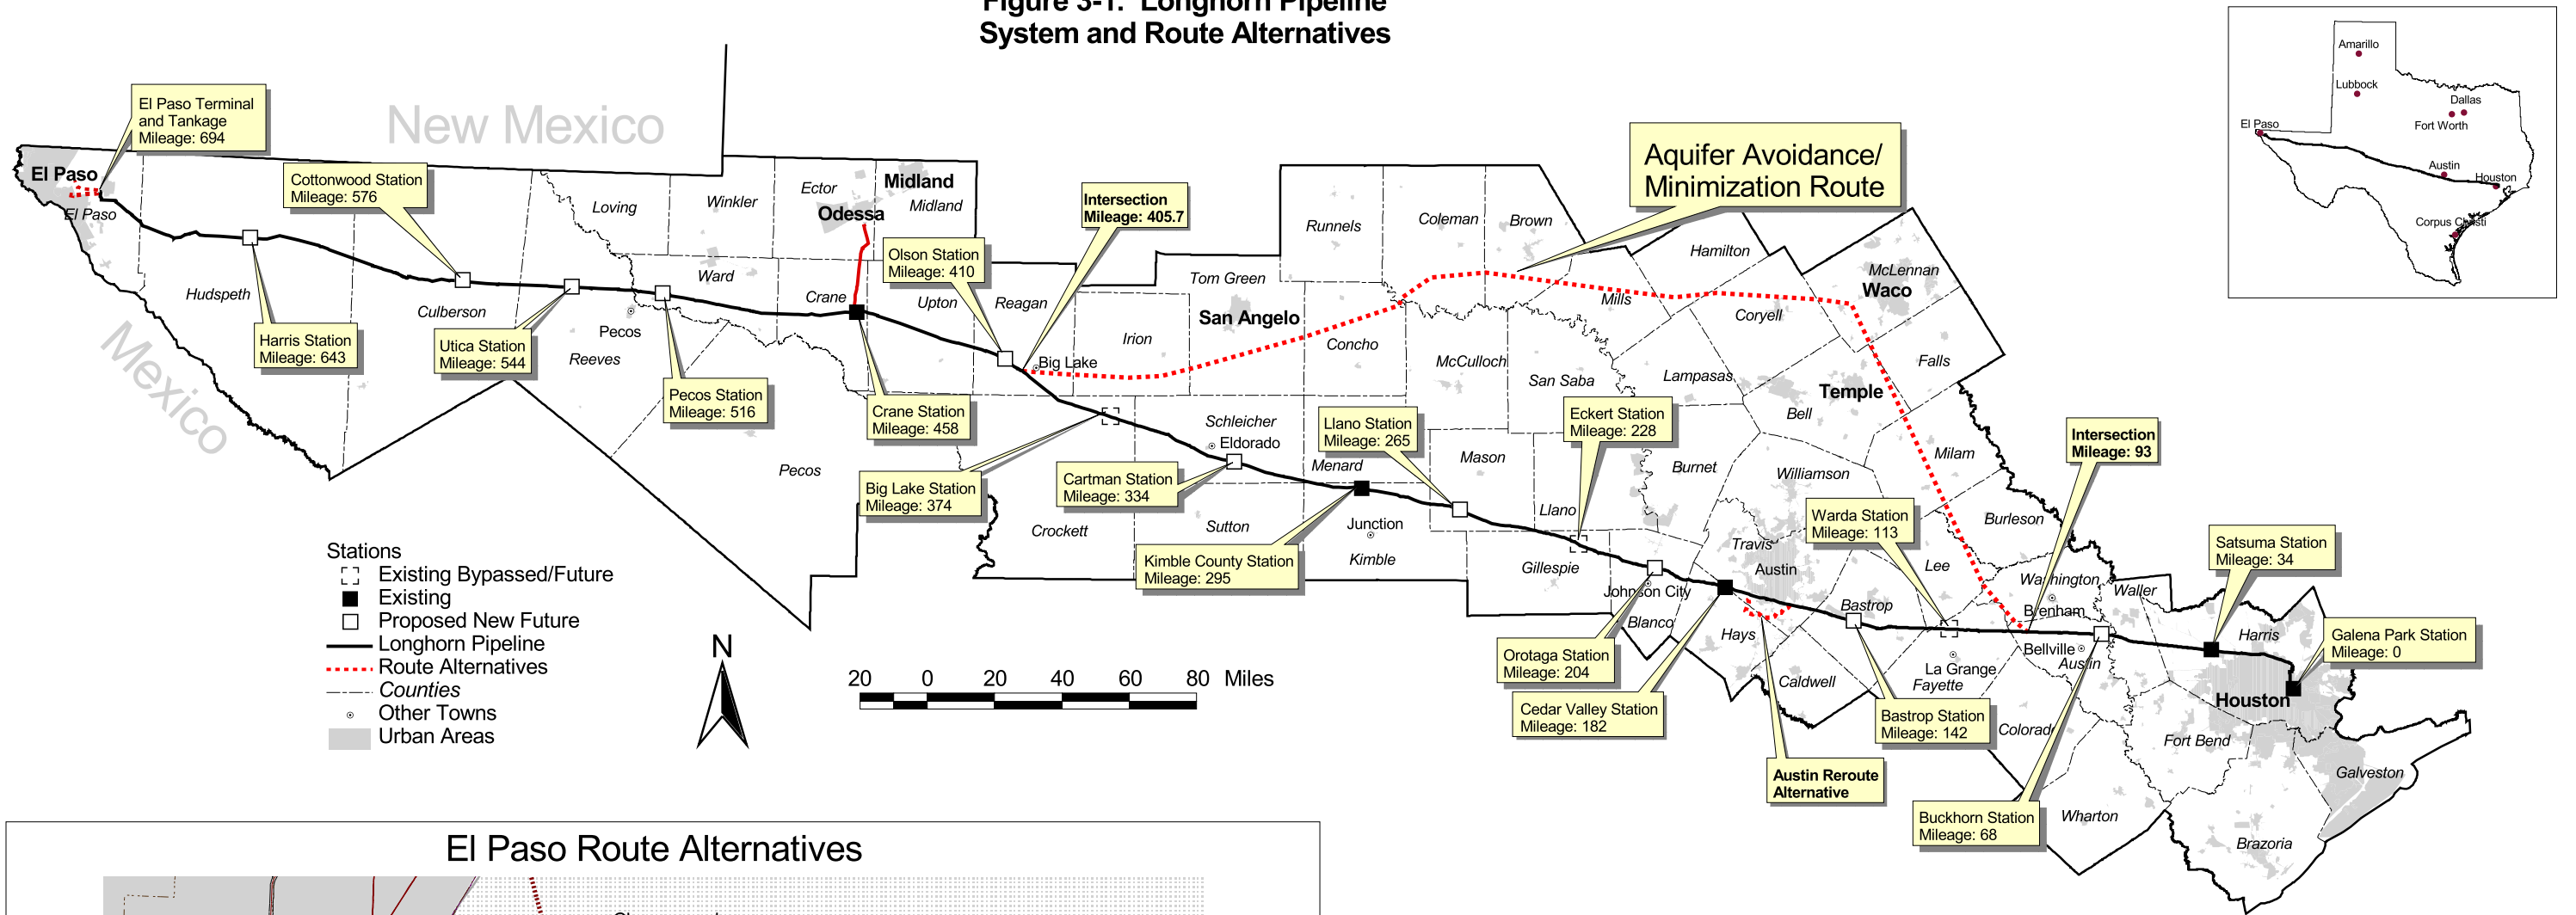 Figure 3-1. Longhorn Pipeline
System and Route Alternatives
Amarillo
Lubbock
Dallas
Fort Worth
El Paso
Austin
Houston
Corpus Christi
New Mexico
Mexico
El Paso Terminal
and Tankage
Mileage: 694
El Paso
El Paso
Cottonwood Station
Mileage: 576
Hudspeth
Harris Station
Mileage: 643
Culberson
Utica Station
Mileage: 544
Loving
Winkler
Ector
Midland
Midland
Odessa
Ward
Crane
Upton
Reagan
Pecos
Reeves
Pecos Station
Mileage: 516
Pecos
Crane Station
Mileage: 458
Olson Station
Mileage: 410
Intersection
Mileage: 405.7
Big Lake
Big Lake Station
Mileage: 374
Irion
Tom Green
San Angelo
Runnels
Coleman
Brown
Concho
McCulloch
San Saba
Schleicher
Eldorado
Cartman Station
Mileage: 334
Menard
Mason
Llano
Crockett
Sutton
Junction
Kimble
Kimble County Station
Mileage: 295
Llano Station
Mileage: 265
Eckert Station
Mileage: 228
Gillespie
Aquifer Avoidance/
Minimization Route
Hamilton
Mills
Coryell
McLennan
Waco
Falls
Lampasas
Temple
Bell
Milam
Burnet
Williamson
Burleson
Travis
Austin
Lee
Washington
Brenham
Waller
Warda Station
Mileage: 113
Intersection
Mileage: 93
Satsuma Station
Mileage: 34
Harris
Galena Park Station
Mileage: 0
Houston
Johnson City
Blanco
Hays
Bastrop
Caldwell
La Grange
Fayette
Bellville
Austin
Colorado
Orotaga Station
Mileage: 204
Cedar Valley Station
Mileage: 182
Bastrop Station
Mileage: 142
Austin Reroute
Alternative
Buckhorn Station
Mileage: 68
Wharton
Fort Bend
Galveston
Brazoria
Stations
Existing Bypassed/Future
Existing
Proposed New Future
Longhorn Pipeline
Route Alternatives
Counties
Other Towns
Urban Areas
N
20 0 20 40 60 80 Miles
El Paso Route Alternatives